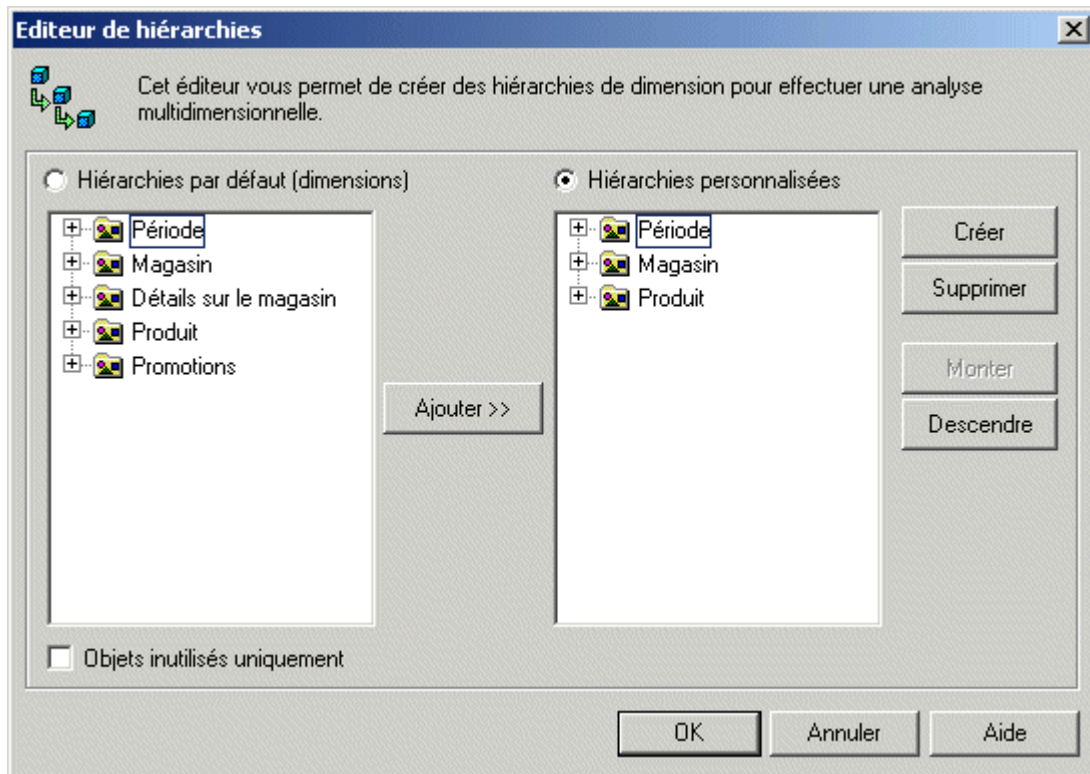 Editeur de hiérarchies
Cet éditeur vous permet de créer des hiérarchies de dimension pour effectuer une analyse
multidimensionnelle.
Hiérarchies par défaut (dimensions)
Période
Magasin
Détails sur le magasin
Produit
Promotions
Ajouter >>
Hiérarchies personnalisées
Période
Magasin
Produit
Créer
Supprimer
Monter
Descendre
Objets inutilisés uniquement
OK
Annuler
Aide